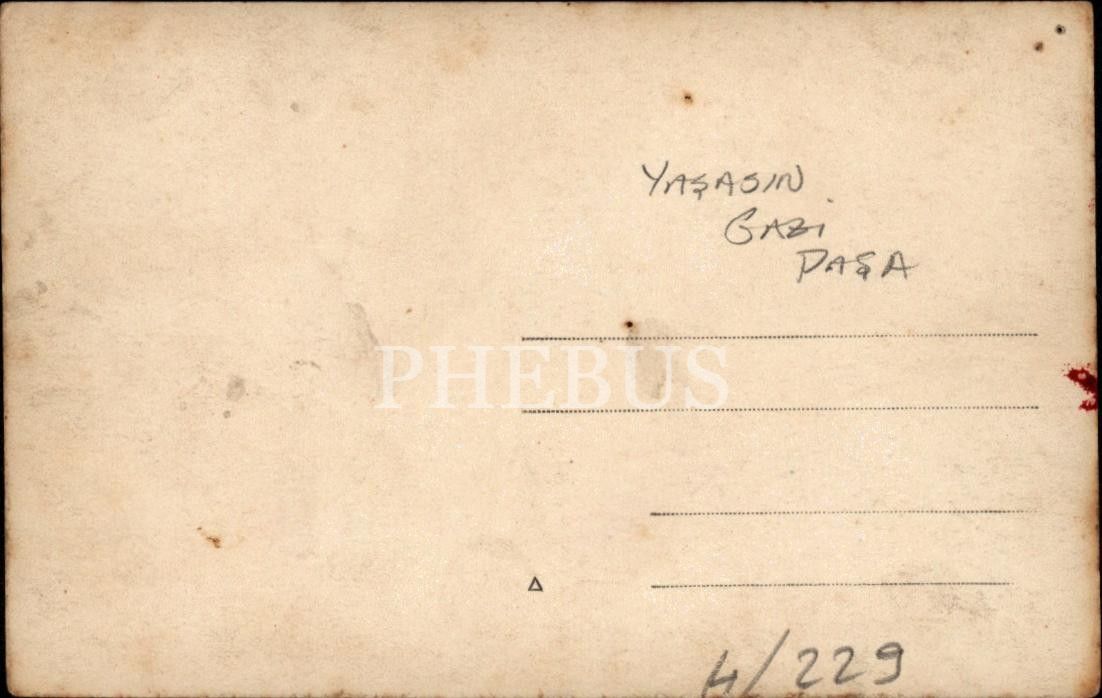 YAŞASIN
GAZİ
PAŞA
PHEBUS
4/229